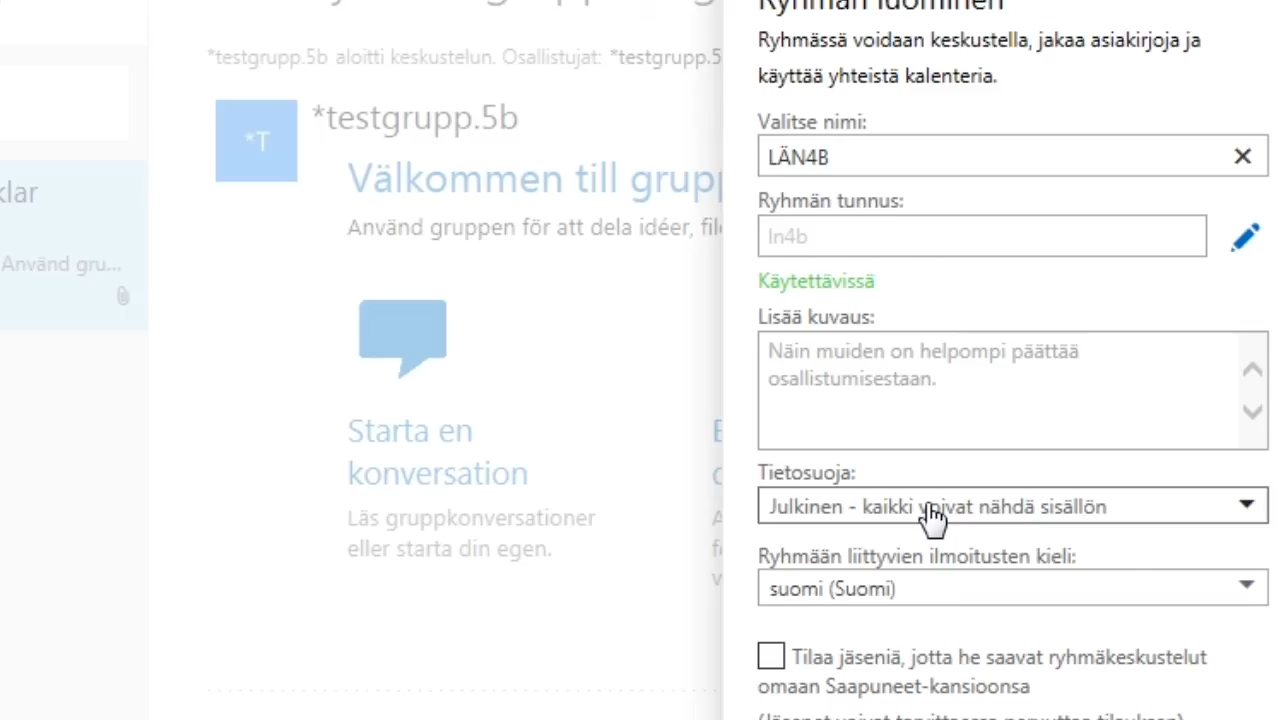 klar
Använd gru...
*testgrupp.5b aloitti keskustelun. Osallistujat: *testgrupp.5
*T
*testgrupp.5b
Välkommen till grupp
Använd gruppen för att dela idéer, file
Starta en
konversation
Läs gruppkonversationer
eller starta din egen.
Ryhmän luominen
Ryhmässä voidaan keskustella, jakaa asiakirjoja ja
käyttää yhteistä kalenteria.
Valitse nimi:
LÄN4B
Ryhmän tunnus:
ln4b
Käytettävissä
Lisää kuvaus:
Näin muiden on helpompi päättää
osallistumisestaan.
Tietosuoja:
Julkinen - kaikki voivat nähdä sisällön
Ryhmään liittyvien ilmoitusten kieli:
suomi (Suomi)
Tilaa jäseniä, jotta he saavat ryhmäkeskustelut
omaan Saapuneet-kansioonsa